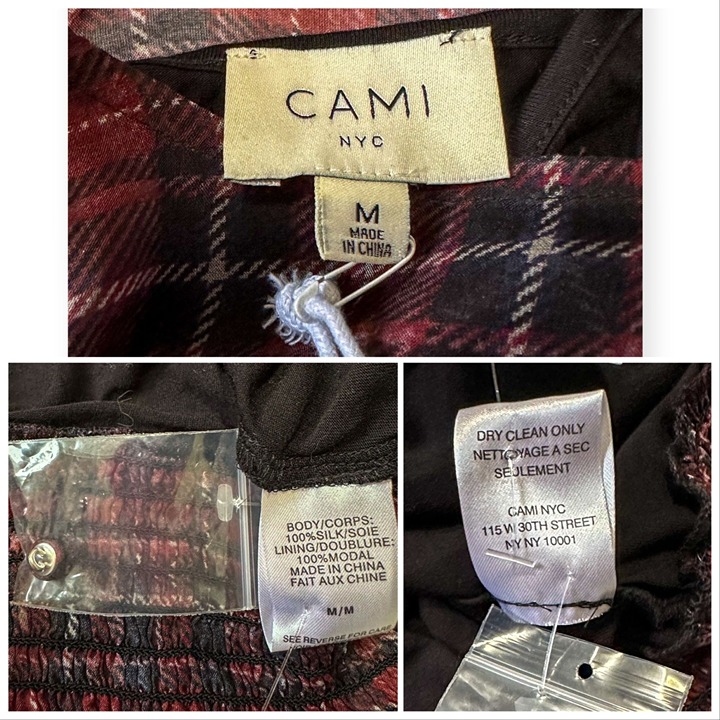 CAMI
NYC
M
MADE
IN CHINA
BODY/CORPS:
100%SILK/SOIE
LINING/DOUBLURE:
100%MODAL
MADE IN CHINA
FAIT AUX CHINE
M/M
SEE REVERSE FOR CARE
DRY CLEAN ONLY
NETTOYAGE A SEC
SEULEMENT
CAMI NYC
115 W 30TH STREET
NY NY 10001